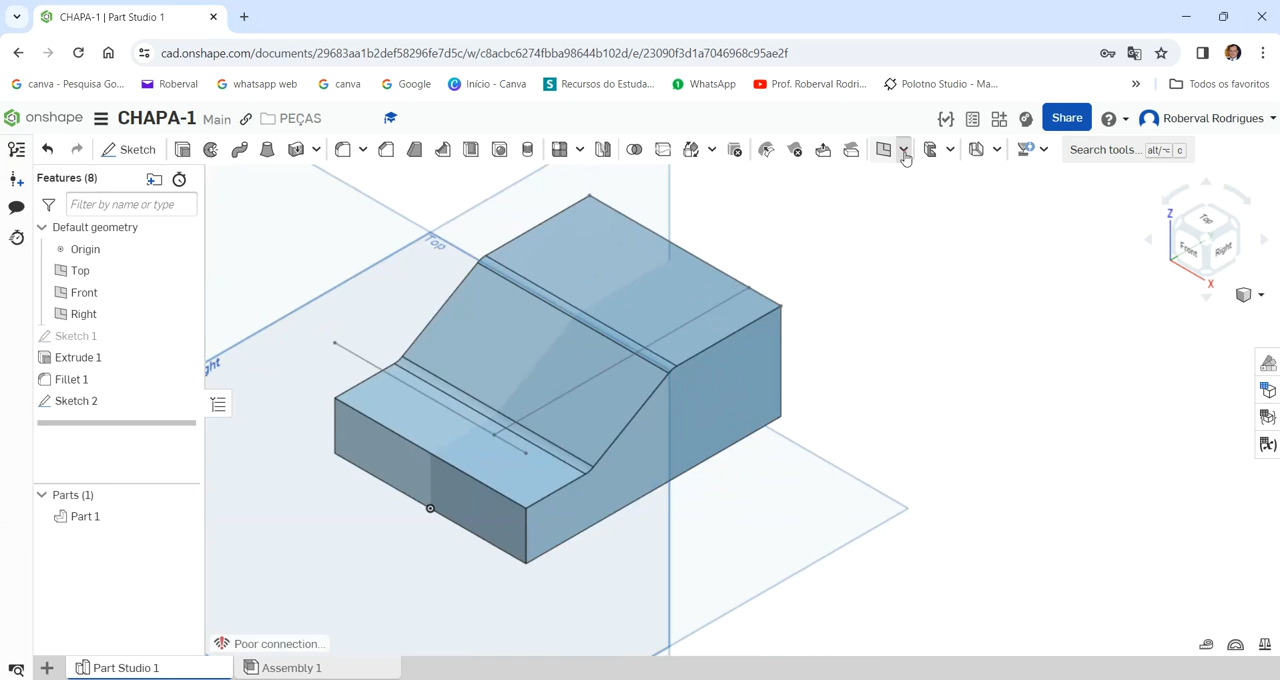 CHAPA-1 | Part Studio 1
cad.onshape.com/documents/29683aa1b2def58296fe7d5c/w/c8acbc6274fbba98644b102d/e/23090f3d1a7046968c95ae2f
canva - Pesquisa Go... Roberval whatsapp web canva Google Início - Canva Recursos do Estuda... WhatsApp Prof. Roberval Rodri... Polotno Studio - Ma... » Todos os favoritos
onshape CHAPA-1 Main PEÇAS Share Roberval Rodrigues
Sketch Search tools... alt/⌥ c
Features (8)
Filter by name or type
Default geometry
Origin
Top
Front
Right
Sketch 1
Extrude 1
Fillet 1
Sketch 2
Parts (1)
Part 1
Top
ght
Z
Top
Front Right
X
Poor connection...
Part Studio 1 Assembly 1